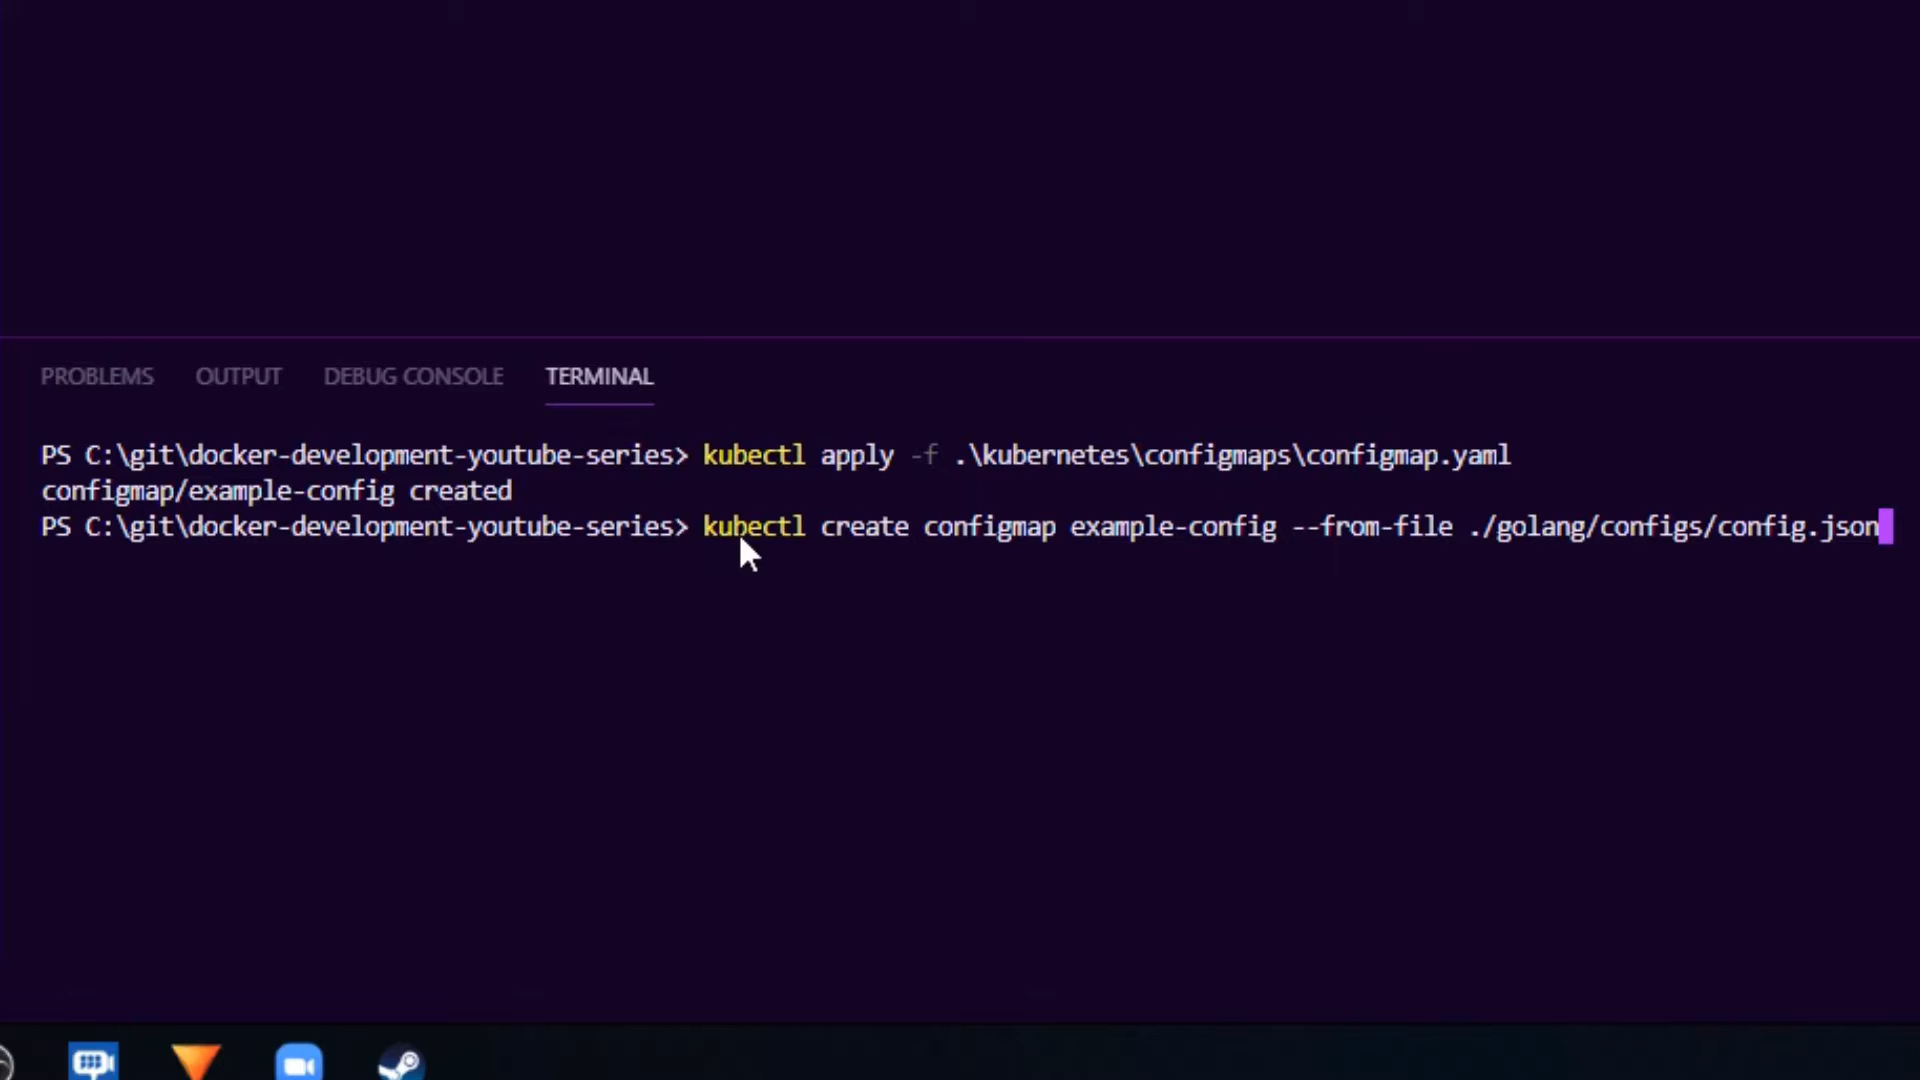 PROBLEMS OUTPUT DEBUG CONSOLE TERMINAL
PS C:\git\docker-development-youtube-series> kubectl apply -f .\kubernetes\configmaps\configmap.yaml
configmap/example-config created
PS C:\git\docker-development-youtube-series> kubectl create configmap example-config --from-file ./golang/configs/config.json